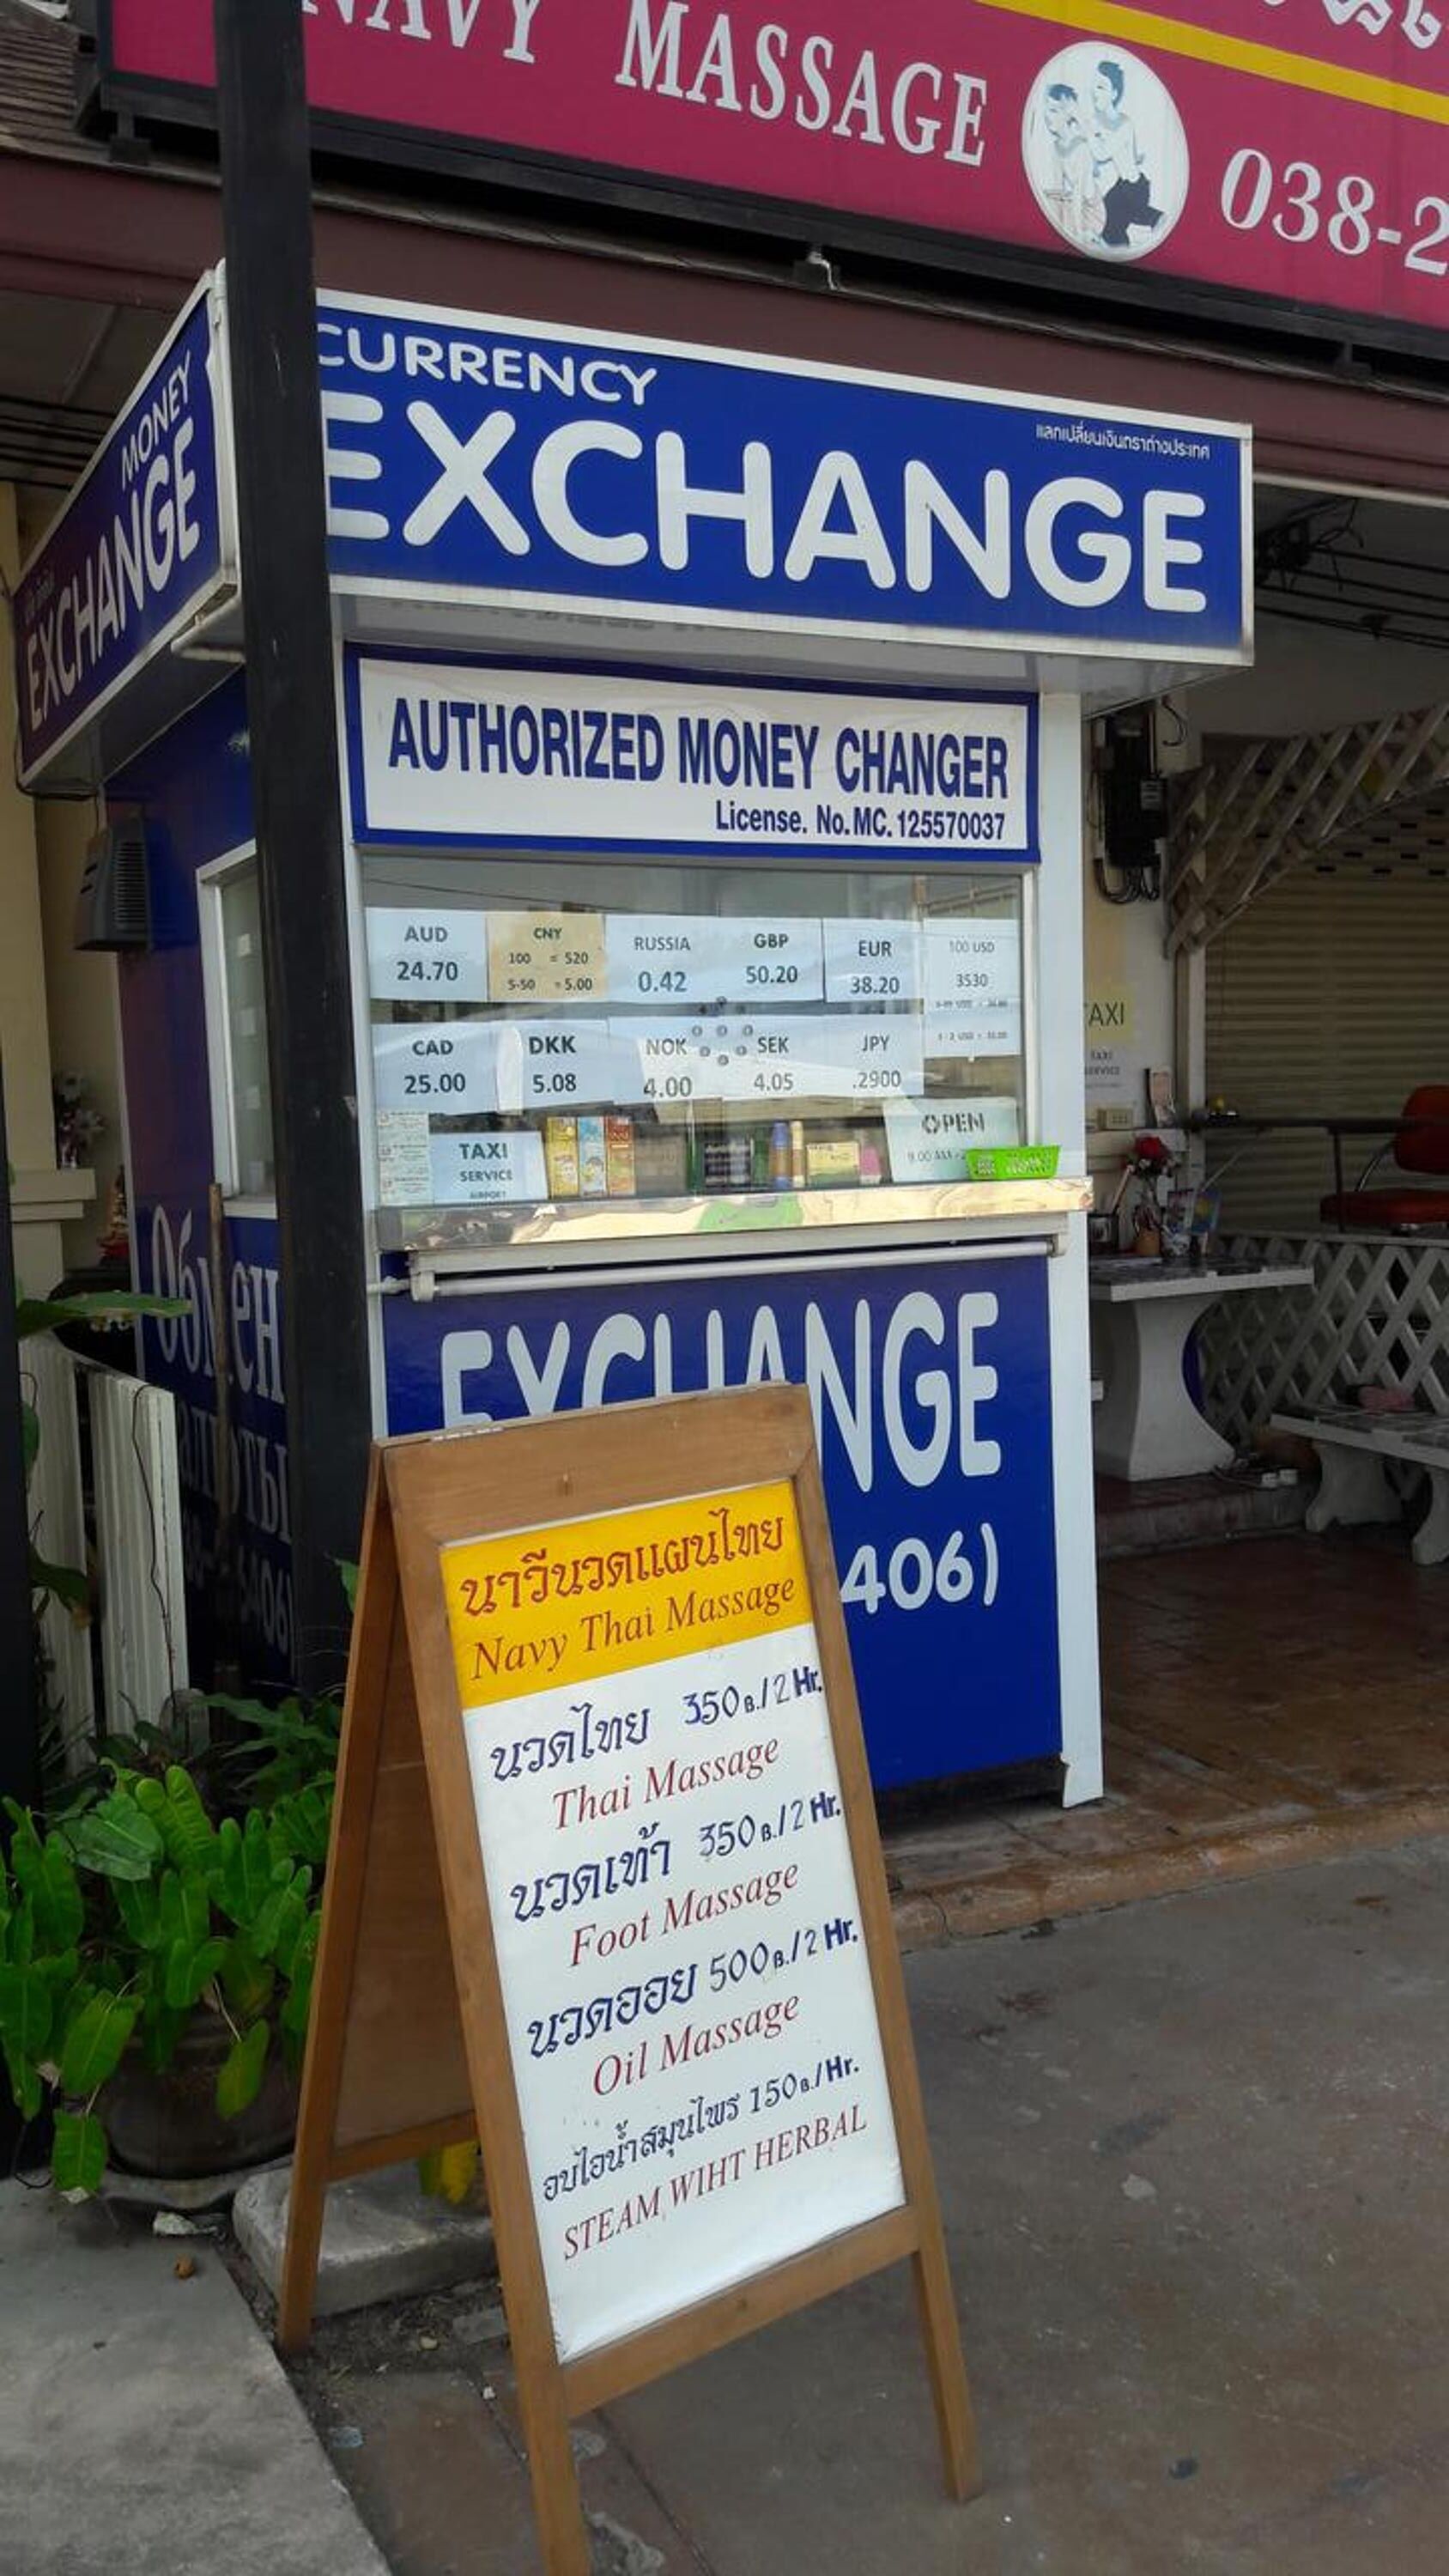 NAVY MASSAGE
038-2
CURRENCY
EXCHANGE
แลกเปลี่ยนเงินตราต่างประเทศ
MONEY
EXCHANGE
AUTHORIZED MONEY CHANGER
License. No.MC.125570037
AUD
24.70
CNY
100 = 520
5-50 = 5.00
RUSSIA
0.42
GBP
50.20
EUR
38.20
100 USD
3530
CAD
25.00
DKK
5.08
NOK
4.00
SEK
4.05
JPY
.2900
TAXI
SERVICE
AIRPORT
OPEN
9.00 AM
TAXI
TAXI
SERVICE
Обмен
EXCHANGE
406)
นาวีนวดแผนไทย
Navy Thai Massage
นวดไทย 350 B./2 Hr.
Thai Massage
นวดเท้า 350 B./2 Hr.
Foot Massage
นวดออย 500 B./2 Hr.
Oil Massage
อบไอน้ำสมุนไพร 150 B./Hr.
STEAM WIHT HERBAL